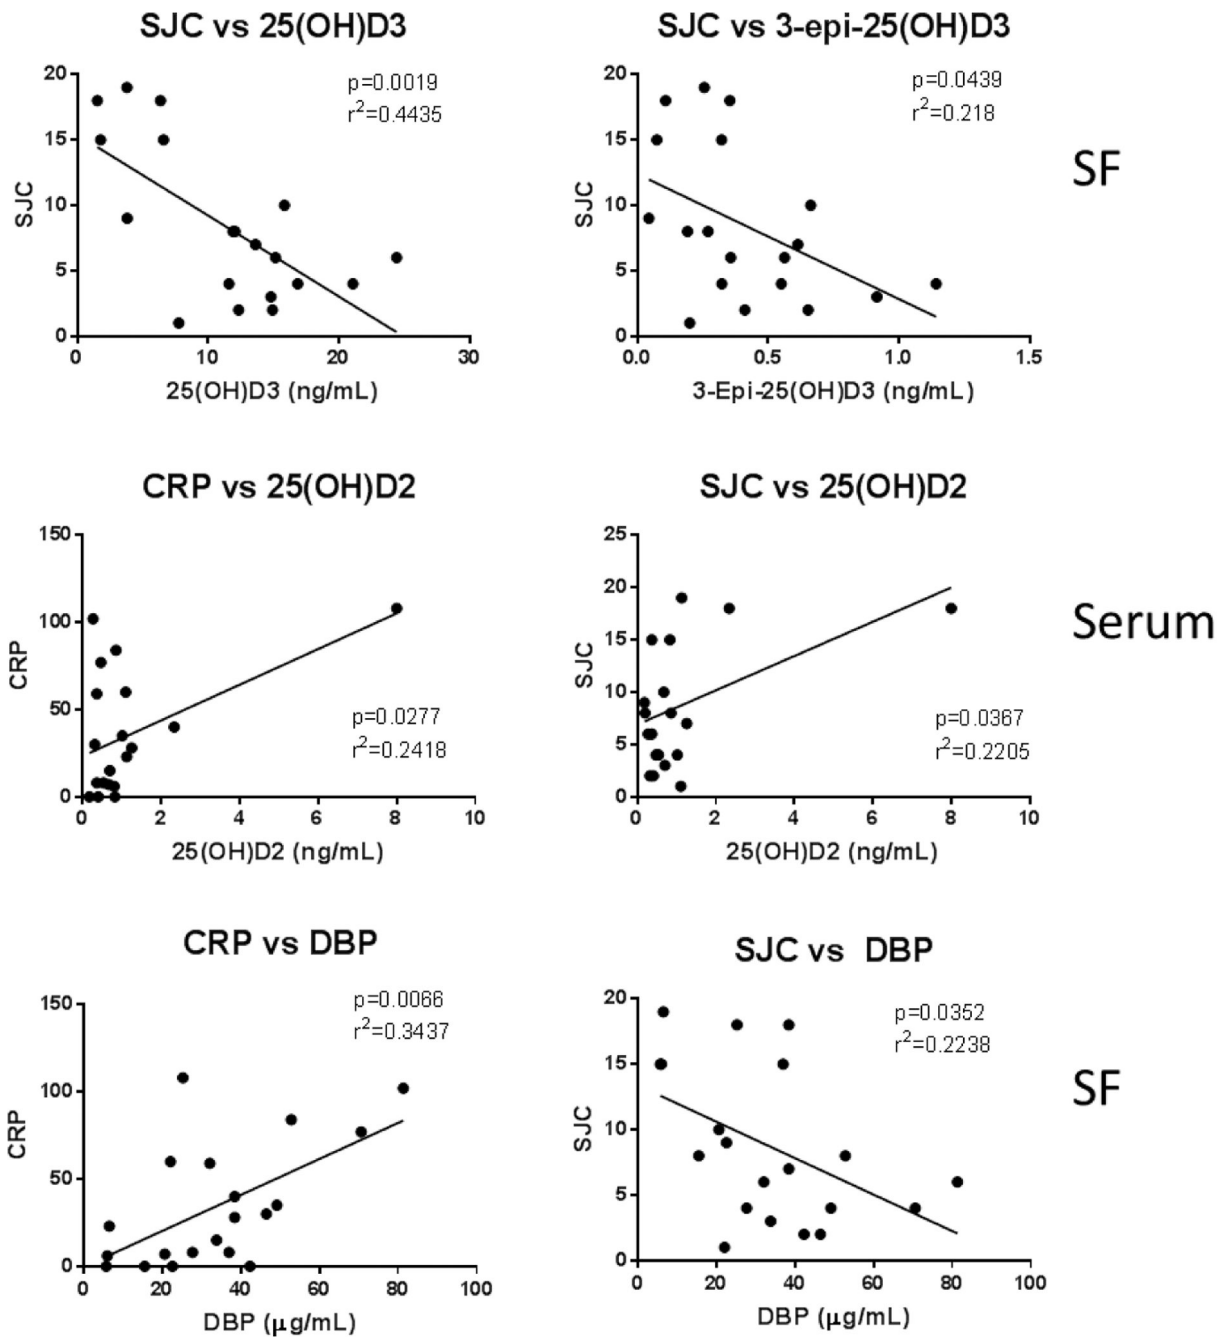 SJC vs 25(OH)D3
p=0.0019
r²=0.4435
20
15
10
5
0
SJC
0 10 20 30
25(OH)D3 (ng/mL)
SJC vs 3-epi-25(OH)D3
p=0.0439
r²=0.218
20
15
10
5
0
SJC
0.0 0.5 1.0 1.5
3-Epi-25(OH)D3 (ng/mL)
SF
CRP vs 25(OH)D2
150
100
50
0
CRP
p=0.0277
r²=0.2418
0 2 4 6 8 10
25(OH)D2 (ng/mL)
SJC vs 25(OH)D2
25
20
15
10
5
0
SJC
p=0.0367
r²=0.2205
0 2 4 6 8 10
25(OH)D2 (ng/mL)
Serum
CRP vs DBP
p=0.0066
r²=0.3437
150
100
50
0
CRP
0 20 40 60 80 100
DBP (μg/mL)
SJC vs DBP
p=0.0352
r²=0.2238
20
15
10
5
0
SJC
0 20 40 60 80 100
DBP (μg/mL)
SF